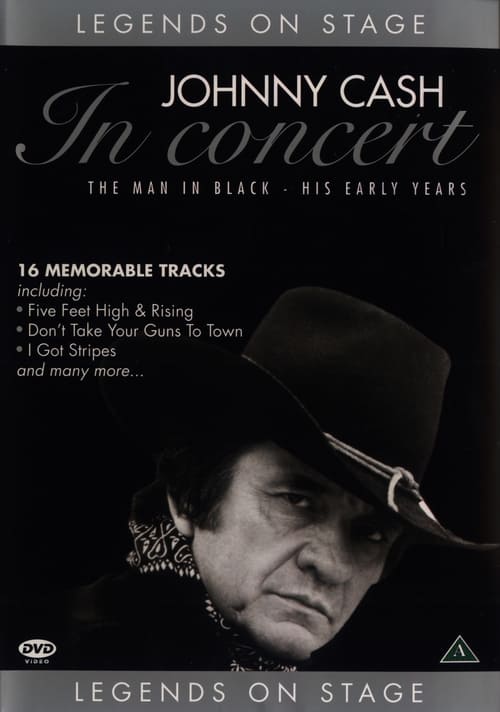 LEGENDS ON STAGE
JOHNNY CASH
In concert
THE MAN IN BLACK - HIS EARLY YEARS
16 MEMORABLE TRACKS
including:
• Five Feet High & Rising
• Don't Take Your Guns To Town
• I Got Stripes
and many more...
DVD
VIDEO
A
LEGENDS ON STAGE